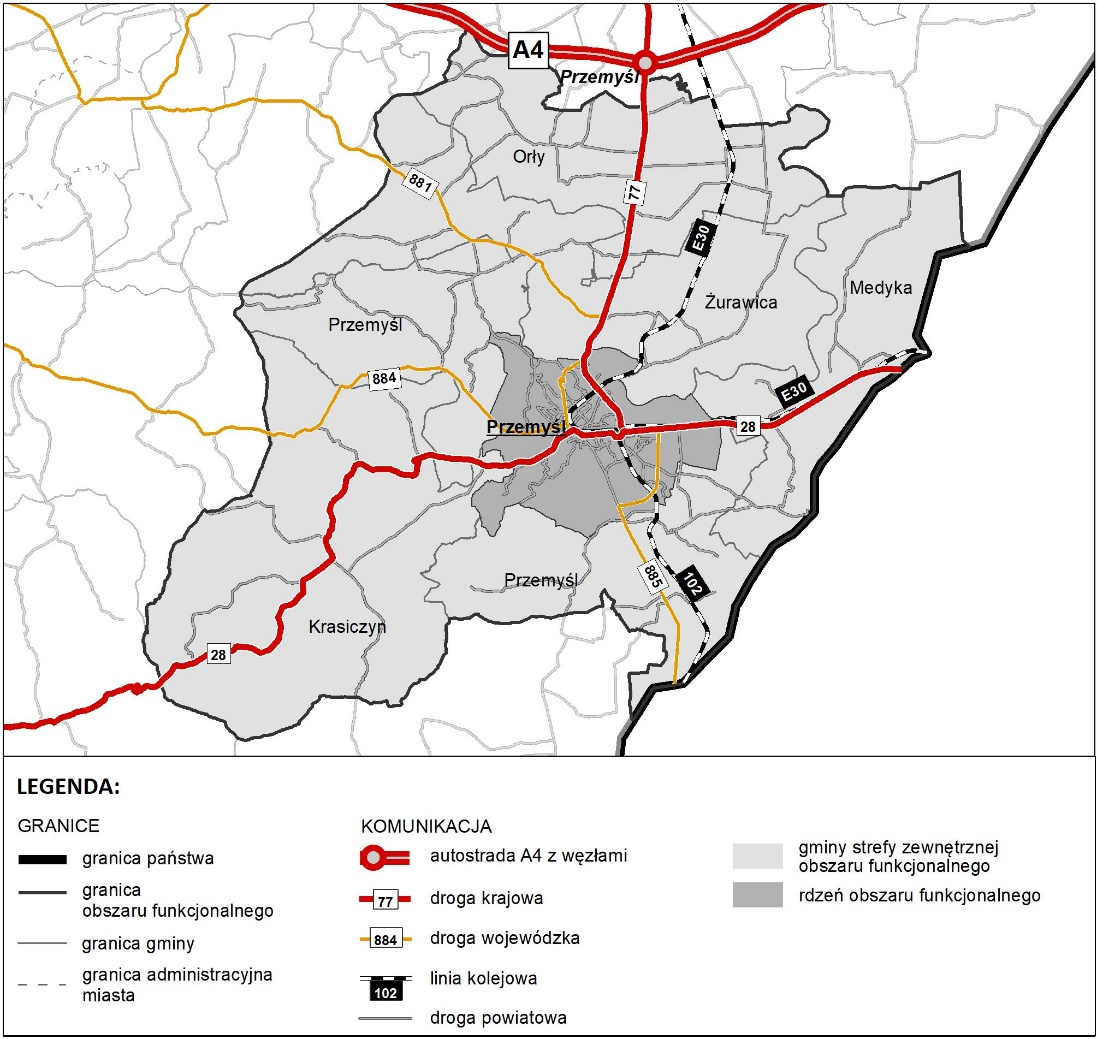 A4
Przemyśl
Orły
881
77
E30
Żurawica
Medyka
Przemyśl
884
E30
Przemyśl
28
Przemyśl
885
102
Krasiczyn
28
LEGENDA:
GRANICE
granica państwa
granica
obszaru funkcjonalnego
granica gminy
granica administracyjna
miasta
KOMUNIKACJA
autostrada A4 z węzłami
77
droga krajowa
884
droga wojewódzka
linia kolejowa
102
droga powiatowa
gminy strefy zewnętrznej
obszaru funkcjonalnego
rdzeń obszaru funkcjonalnego